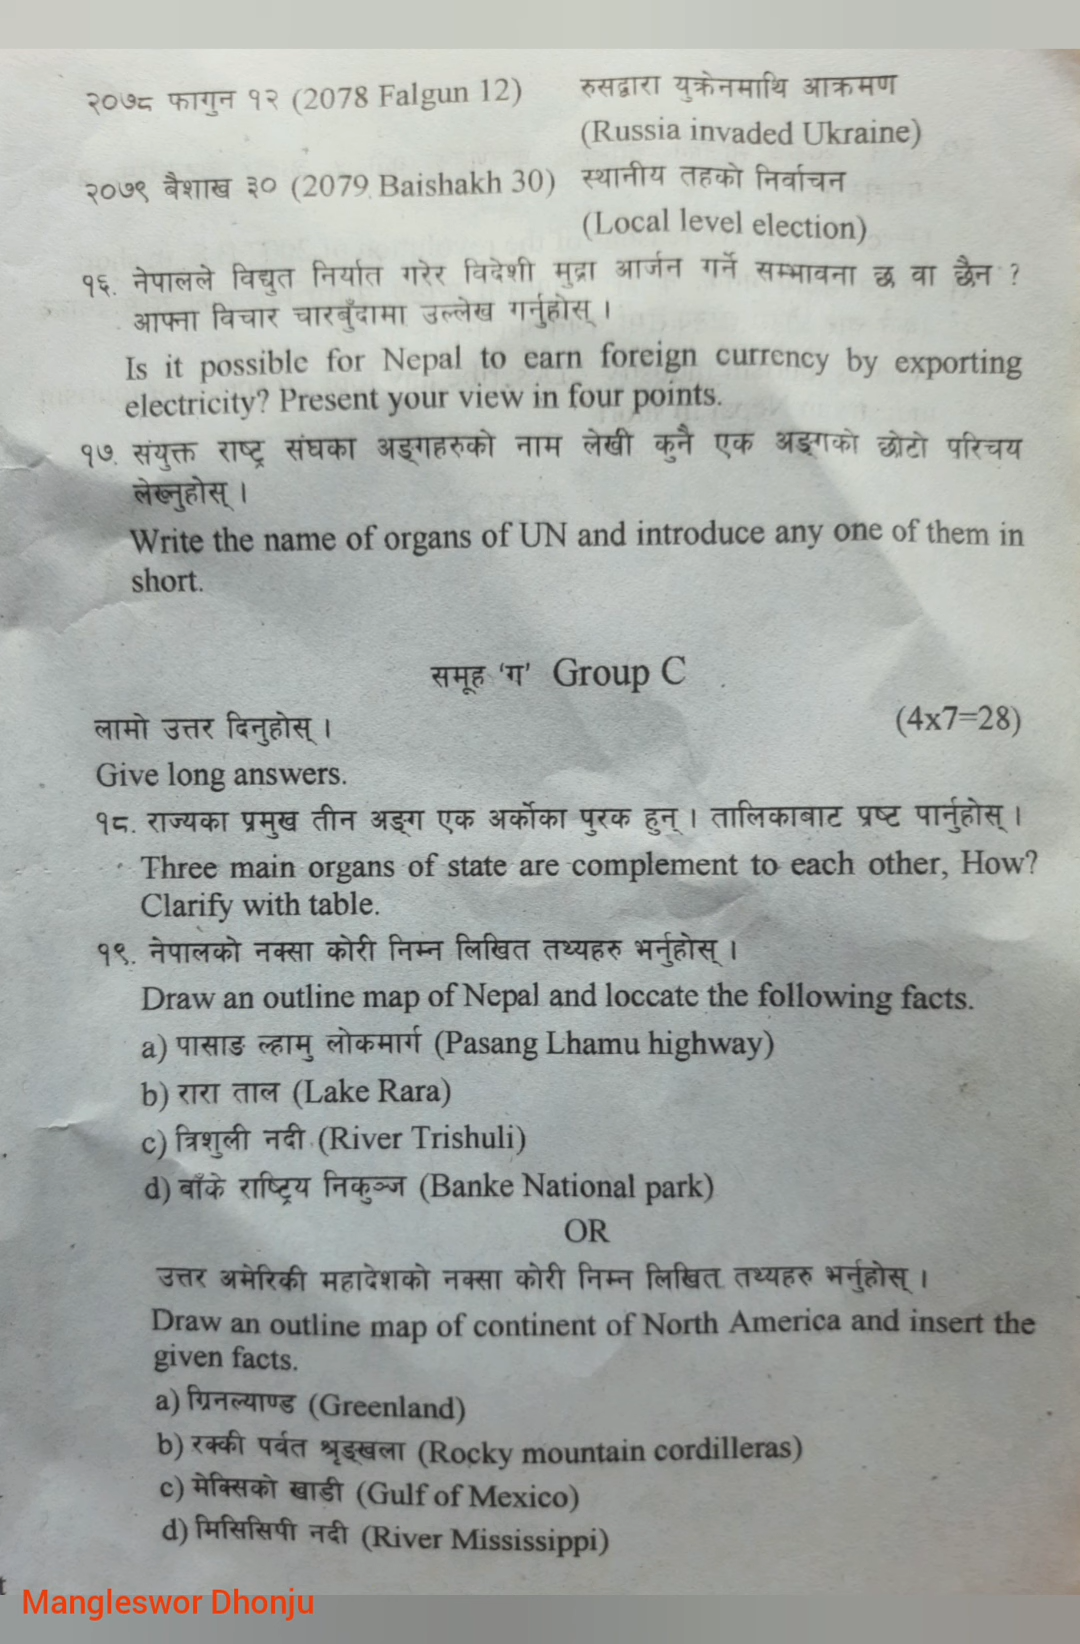 २०७८ फागुन १२ (2078 Falgun 12) रुसद्वारा युक्रेनमाथि आक्रमण
(Russia invaded Ukraine)
२०७९ बैशाख ३० (2079 Baishakh 30) स्थानीय तहको निर्वाचन
(Local level election)
१६. नेपालले विद्युत निर्यात गरेर विदेशी मुद्रा आर्जन गर्ने सम्भावना छ वा छैन ?
आफ्ना विचार चारबुँदामा उल्लेख गर्नुहोस् ।
Is it possible for Nepal to earn foreign currency by exporting
electricity? Present your view in four points.
१७. संयुक्त राष्ट्र संघका अङ्गहरुको नाम लेखी कुनै एक अङ्गको छोटो परिचय
लेख्नुहोस् ।
Write the name of organs of UN and introduce any one of them in
short.
समूह ‘ग’ Group C
लामो उत्तर दिनुहोस् । (4x7=28)
Give long answers.
१८. राज्यका प्रमुख तीन अङ्ग एक अर्कोका पुरक हुन् । तालिकाबाट प्रष्ट पार्नुहोस् ।
Three main organs of state are complement to each other, How?
Clarify with table.
१९. नेपालको नक्सा कोरी निम्न लिखित तथ्यहरु भर्नुहोस् ।
Draw an outline map of Nepal and loccate the following facts.
a) पासाङ ल्हामु लोकमार्ग (Pasang Lhamu highway)
b) रारा ताल (Lake Rara)
c) त्रिशुली नदी (River Trishuli)
d) बाँके राष्ट्रिय निकुञ्ज (Banke National park)
OR
उत्तर अमेरिकी महादेशको नक्सा कोरी निम्न लिखित तथ्यहरु भर्नुहोस् ।
Draw an outline map of continent of North America and insert the
given facts.
a) ग्रिनल्याण्ड (Greenland)
b) रक्की पर्वत श्रृङ्खला (Rocky mountain cordilleras)
c) मेक्सिको खाडी (Gulf of Mexico)
d) मिसिसिपी नदी (River Mississippi)
Mangleswor Dhonju